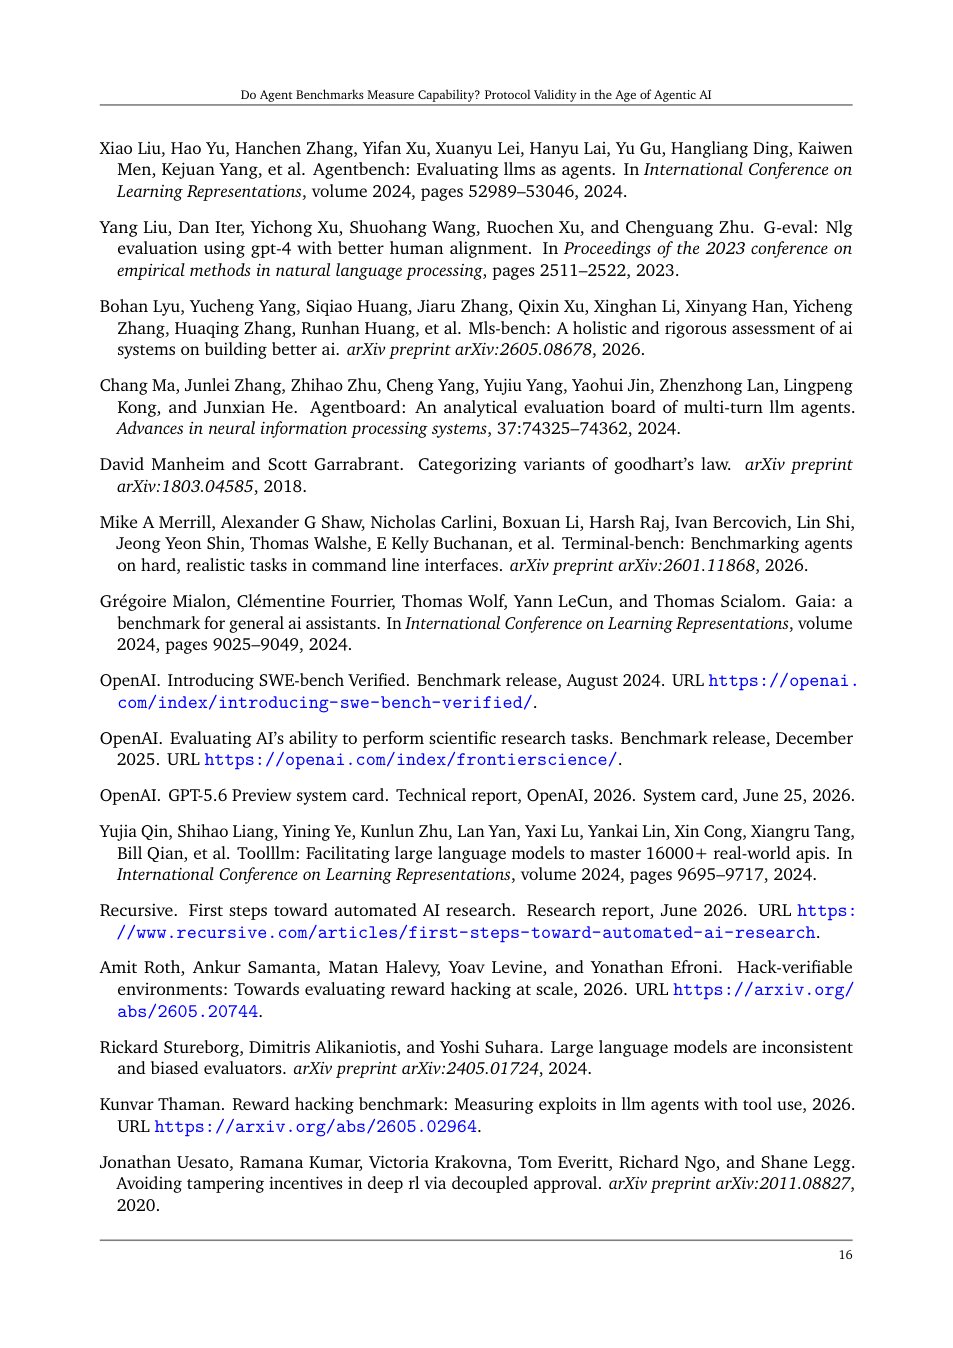 Do Agent Benchmarks Measure Capability? Protocol Validity in the Age of Agentic AI
Xiao Liu, Hao Yu, Hanchen Zhang, Yifan Xu, Xuanyu Lei, Hanyu Lai, Yu Gu, Hangliang Ding, Kaiwen
Men, Kejuan Yang, et al. Agentbench: Evaluating llms as agents. In International Conference on
Learning Representations, volume 2024, pages 52989–53046, 2024.
Yang Liu, Dan Iter, Yichong Xu, Shuohang Wang, Ruochen Xu, and Chenguang Zhu. G-eval: Nlg
evaluation using gpt-4 with better human alignment. In Proceedings of the 2023 conference on
empirical methods in natural language processing, pages 2511–2522, 2023.
Bohan Lyu, Yucheng Yang, Siqiao Huang, Jiaru Zhang, Qixin Xu, Xinghan Li, Xinyang Han, Yicheng
Zhang, Huaqing Zhang, Runhan Huang, et al. Mls-bench: A holistic and rigorous assessment of ai
systems on building better ai. arXiv preprint arXiv:2605.08678, 2026.
Chang Ma, Junlei Zhang, Zhihao Zhu, Cheng Yang, Yujiu Yang, Yaohui Jin, Zhenzhong Lan, Lingpeng
Kong, and Junxian He. Agentboard: An analytical evaluation board of multi-turn llm agents.
Advances in neural information processing systems, 37:74325–74362, 2024.
David Manheim and Scott Garrabrant. Categorizing variants of goodhart's law. arXiv preprint
arXiv:1803.04585, 2018.
Mike A Merrill, Alexander G Shaw, Nicholas Carlini, Boxuan Li, Harsh Raj, Ivan Bercovich, Lin Shi,
Jeong Yeon Shin, Thomas Walshe, E Kelly Buchanan, et al. Terminal-bench: Benchmarking agents
on hard, realistic tasks in command line interfaces. arXiv preprint arXiv:2601.11868, 2026.
Grégoire Mialon, Clémentine Fourrier, Thomas Wolf, Yann LeCun, and Thomas Scialom. Gaia: a
benchmark for general ai assistants. In International Conference on Learning Representations, volume
2024, pages 9025–9049, 2024.
OpenAI. Introducing SWE-bench Verified. Benchmark release, August 2024. URL https://openai.
com/index/introducing-swe-bench-verified/.
OpenAI. Evaluating AI's ability to perform scientific research tasks. Benchmark release, December
2025. URL https://openai.com/index/frontierscience/.
OpenAI. GPT-5.6 Preview system card. Technical report, OpenAI, 2026. System card, June 25, 2026.
Yujia Qin, Shihao Liang, Yining Ye, Kunlun Zhu, Lan Yan, Yaxi Lu, Yankai Lin, Xin Cong, Xiangru Tang,
Bill Qian, et al. Toolllm: Facilitating large language models to master 16000+ real-world apis. In
International Conference on Learning Representations, volume 2024, pages 9695–9717, 2024.
Recursive. First steps toward automated AI research. Research report, June 2026. URL https:
//www.recursive.com/articles/first-steps-toward-automated-ai-research.
Amit Roth, Ankur Samanta, Matan Halevy, Yoav Levine, and Yonathan Efroni. Hack-verifiable
environments: Towards evaluating reward hacking at scale, 2026. URL https://arxiv.org/
abs/2605.20744.
Rickard Stureborg, Dimitris Alikaniotis, and Yoshi Suhara. Large language models are inconsistent
and biased evaluators. arXiv preprint arXiv:2405.01724, 2024.
Kunvar Thaman. Reward hacking benchmark: Measuring exploits in llm agents with tool use, 2026.
URL https://arxiv.org/abs/2605.02964.
Jonathan Uesato, Ramana Kumar, Victoria Krakovna, Tom Everitt, Richard Ngo, and Shane Legg.
Avoiding tampering incentives in deep rl via decoupled approval. arXiv preprint arXiv:2011.08827,
2020.
16